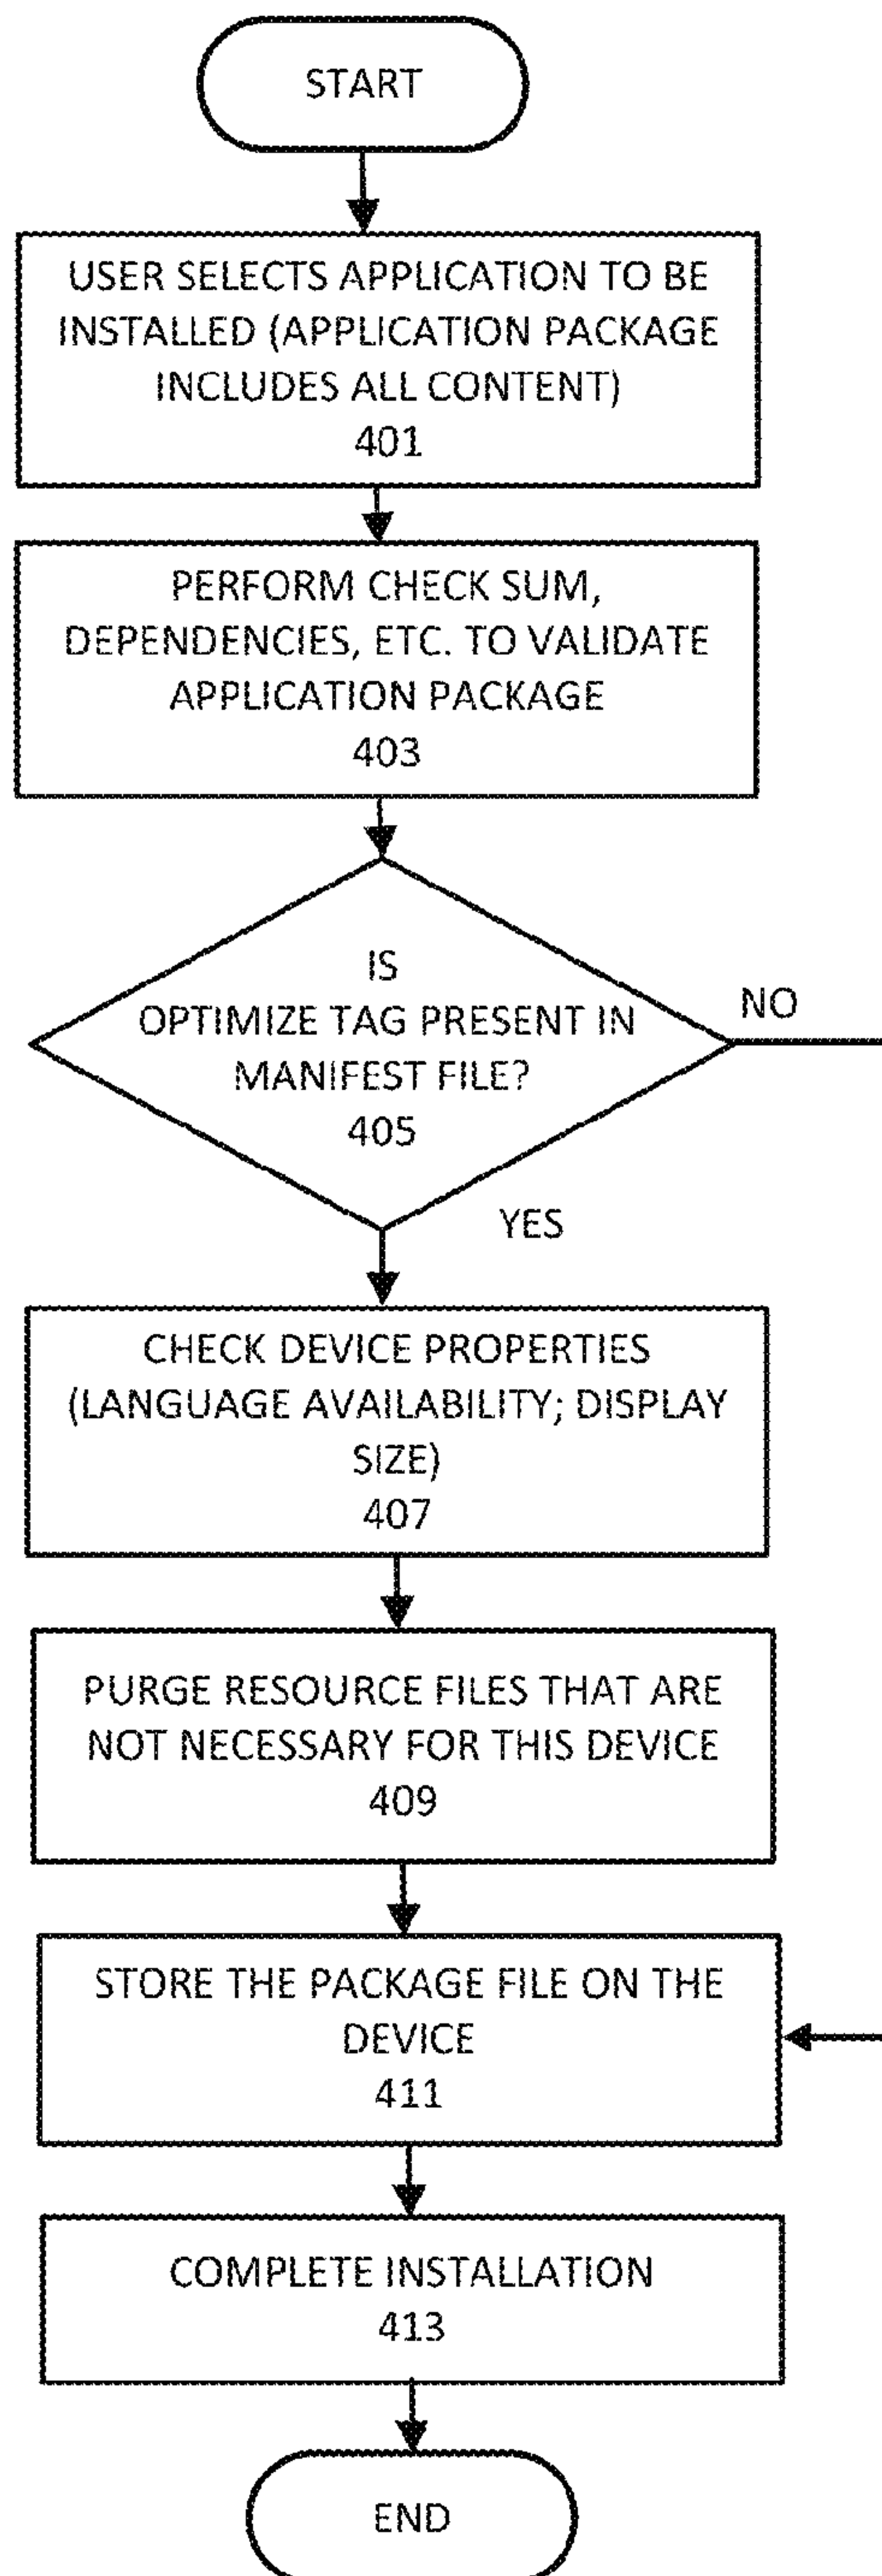 START
USER SELECTS APPLICATION TO BE
INSTALLED (APPLICATION PACKAGE
INCLUDES ALL CONTENT)
401
PERFORM CHECK SUM,
DEPENDENCIES, ETC. TO VALIDATE
APPLICATION PACKAGE
403
IS
OPTIMIZE TAG PRESENT IN
MANIFEST FILE?
405
NO
YES
CHECK DEVICE PROPERTIES
(LANGUAGE AVAILABILITY; DISPLAY
SIZE)
407
PURGE RESOURCE FILES THAT ARE
NOT NECESSARY FOR THIS DEVICE
409
STORE THE PACKAGE FILE ON THE
DEVICE
411
COMPLETE INSTALLATION
413
END